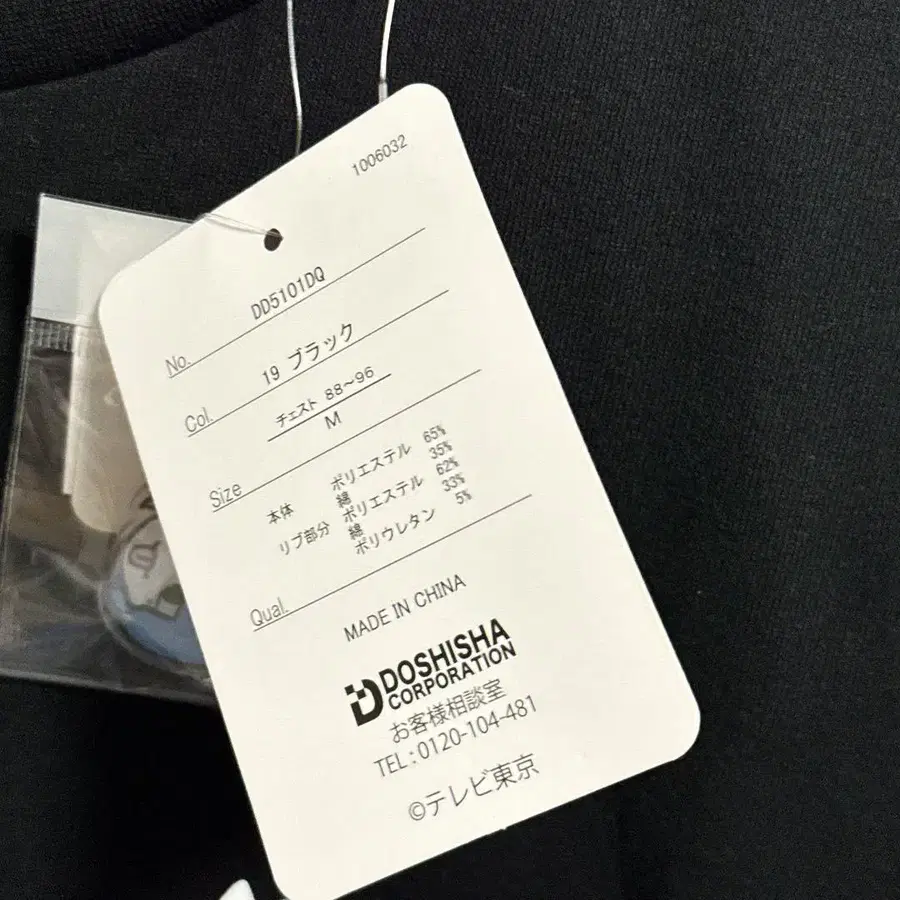 1006032
No. DD5101DQ
Col. 19 ブラック
Size チェスト 88～96
M
本体 ポリエステル 65%
綿 35%
リブ部分 ポリエステル 62%
綿 33%
ポリウレタン 5%
Qual.
MADE IN CHINA
DOSHISHA
CORPORATION
お客様相談室
TEL:0120-104-481
©テレビ東京